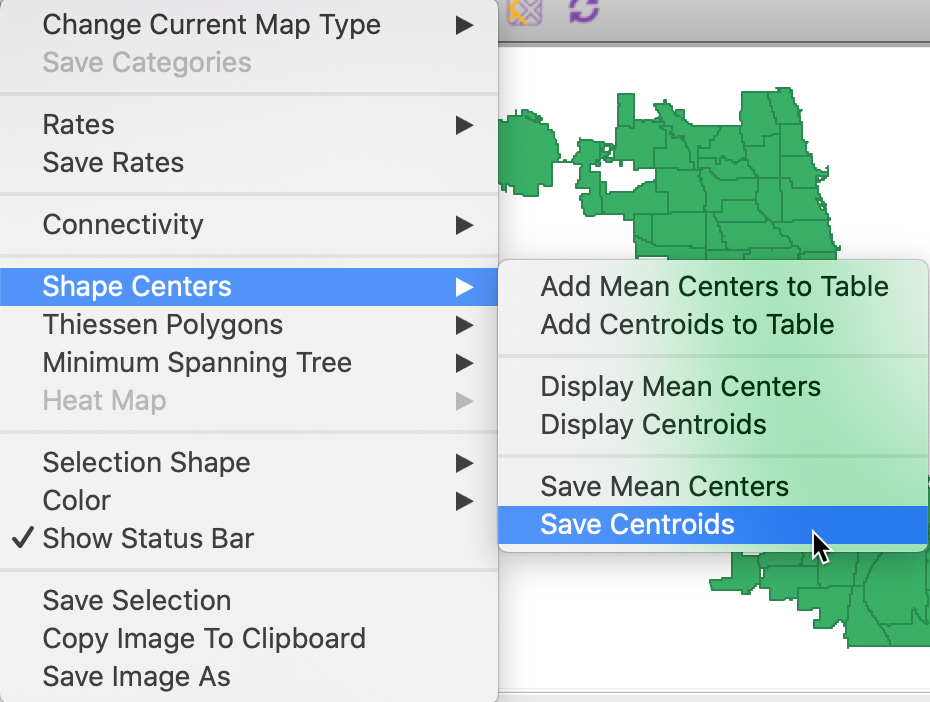 Change Current Map Type
Save Categories
Rates
Save Rates
Connectivity
Shape Centers
Thiessen Polygons
Minimum Spanning Tree
Heat Map
Selection Shape
Color
Show Status Bar
Save Selection
Copy Image To Clipboard
Save Image As
Add Mean Centers to Table
Add Centroids to Table
Display Mean Centers
Display Centroids
Save Mean Centers
Save Centroids